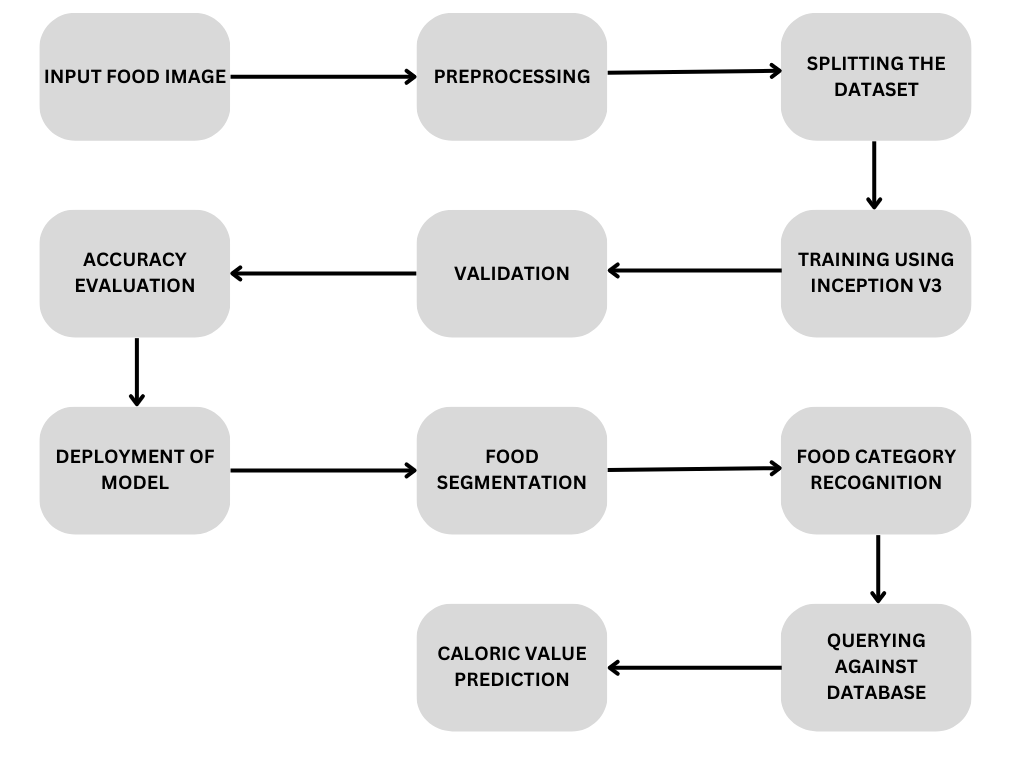 INPUT FOOD IMAGE
PREPROCESSING
SPLITTING THE
DATASET
TRAINING USING
INCEPTION V3
VALIDATION
ACCURACY
EVALUATION
DEPLOYMENT OF
MODEL
FOOD
SEGMENTATION
FOOD CATEGORY
RECOGNITION
QUERYING
AGAINST
DATABASE
CALORIC VALUE
PREDICTION